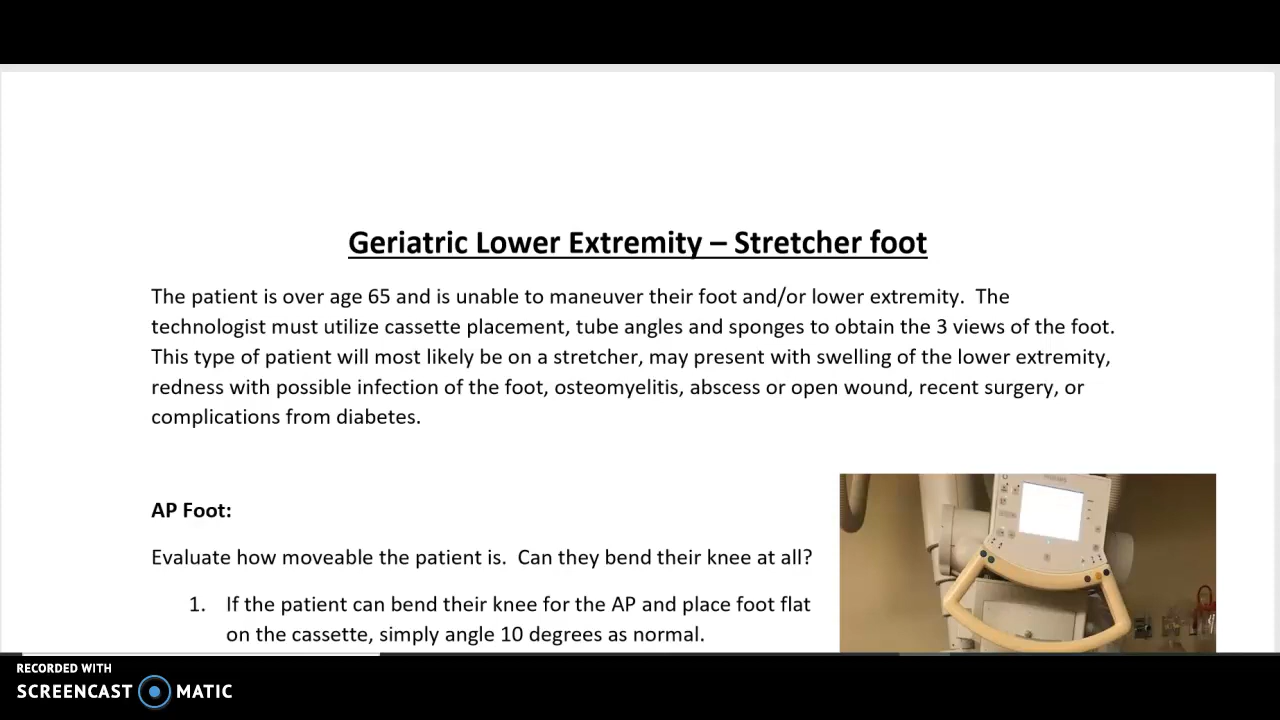 Geriatric Lower Extremity – Stretcher foot
The patient is over age 65 and is unable to maneuver their foot and/or lower extremity.  The
technologist must utilize cassette placement, tube angles and sponges to obtain the 3 views of the foot.
This type of patient will most likely be on a stretcher, may present with swelling of the lower extremity,
redness with possible infection of the foot, osteomyelitis, abscess or open wound, recent surgery, or
complications from diabetes.
AP Foot:
Evaluate how moveable the patient is.  Can they bend their knee at all?
1. If the patient can bend their knee for the AP and place foot flat
on the cassette, simply angle 10 degrees as normal.
RECORDED WITH
SCREENCAST MATIC